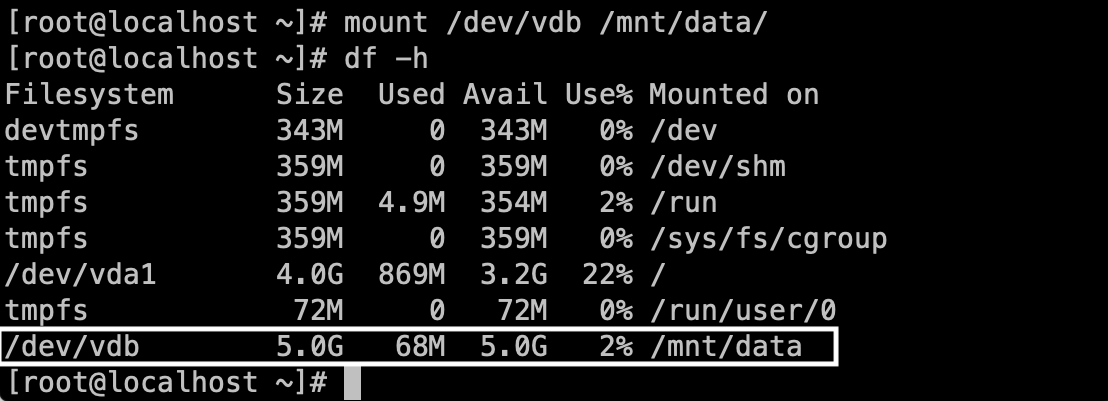 [root@localhost ~]# mount /dev/vdb /mnt/data/
[root@localhost ~]# df -h
Filesystem      Size  Used Avail Use% Mounted on
devtmpfs        343M     0  343M   0% /dev
tmpfs           359M     0  359M   0% /dev/shm
tmpfs           359M  4.9M  354M   2% /run
tmpfs           359M     0  359M   0% /sys/fs/cgroup
/dev/vda1       4.0G  869M  3.2G  22% /
tmpfs            72M     0   72M   0% /run/user/0
/dev/vdb        5.0G   68M  5.0G   2% /mnt/data
[root@localhost ~]#